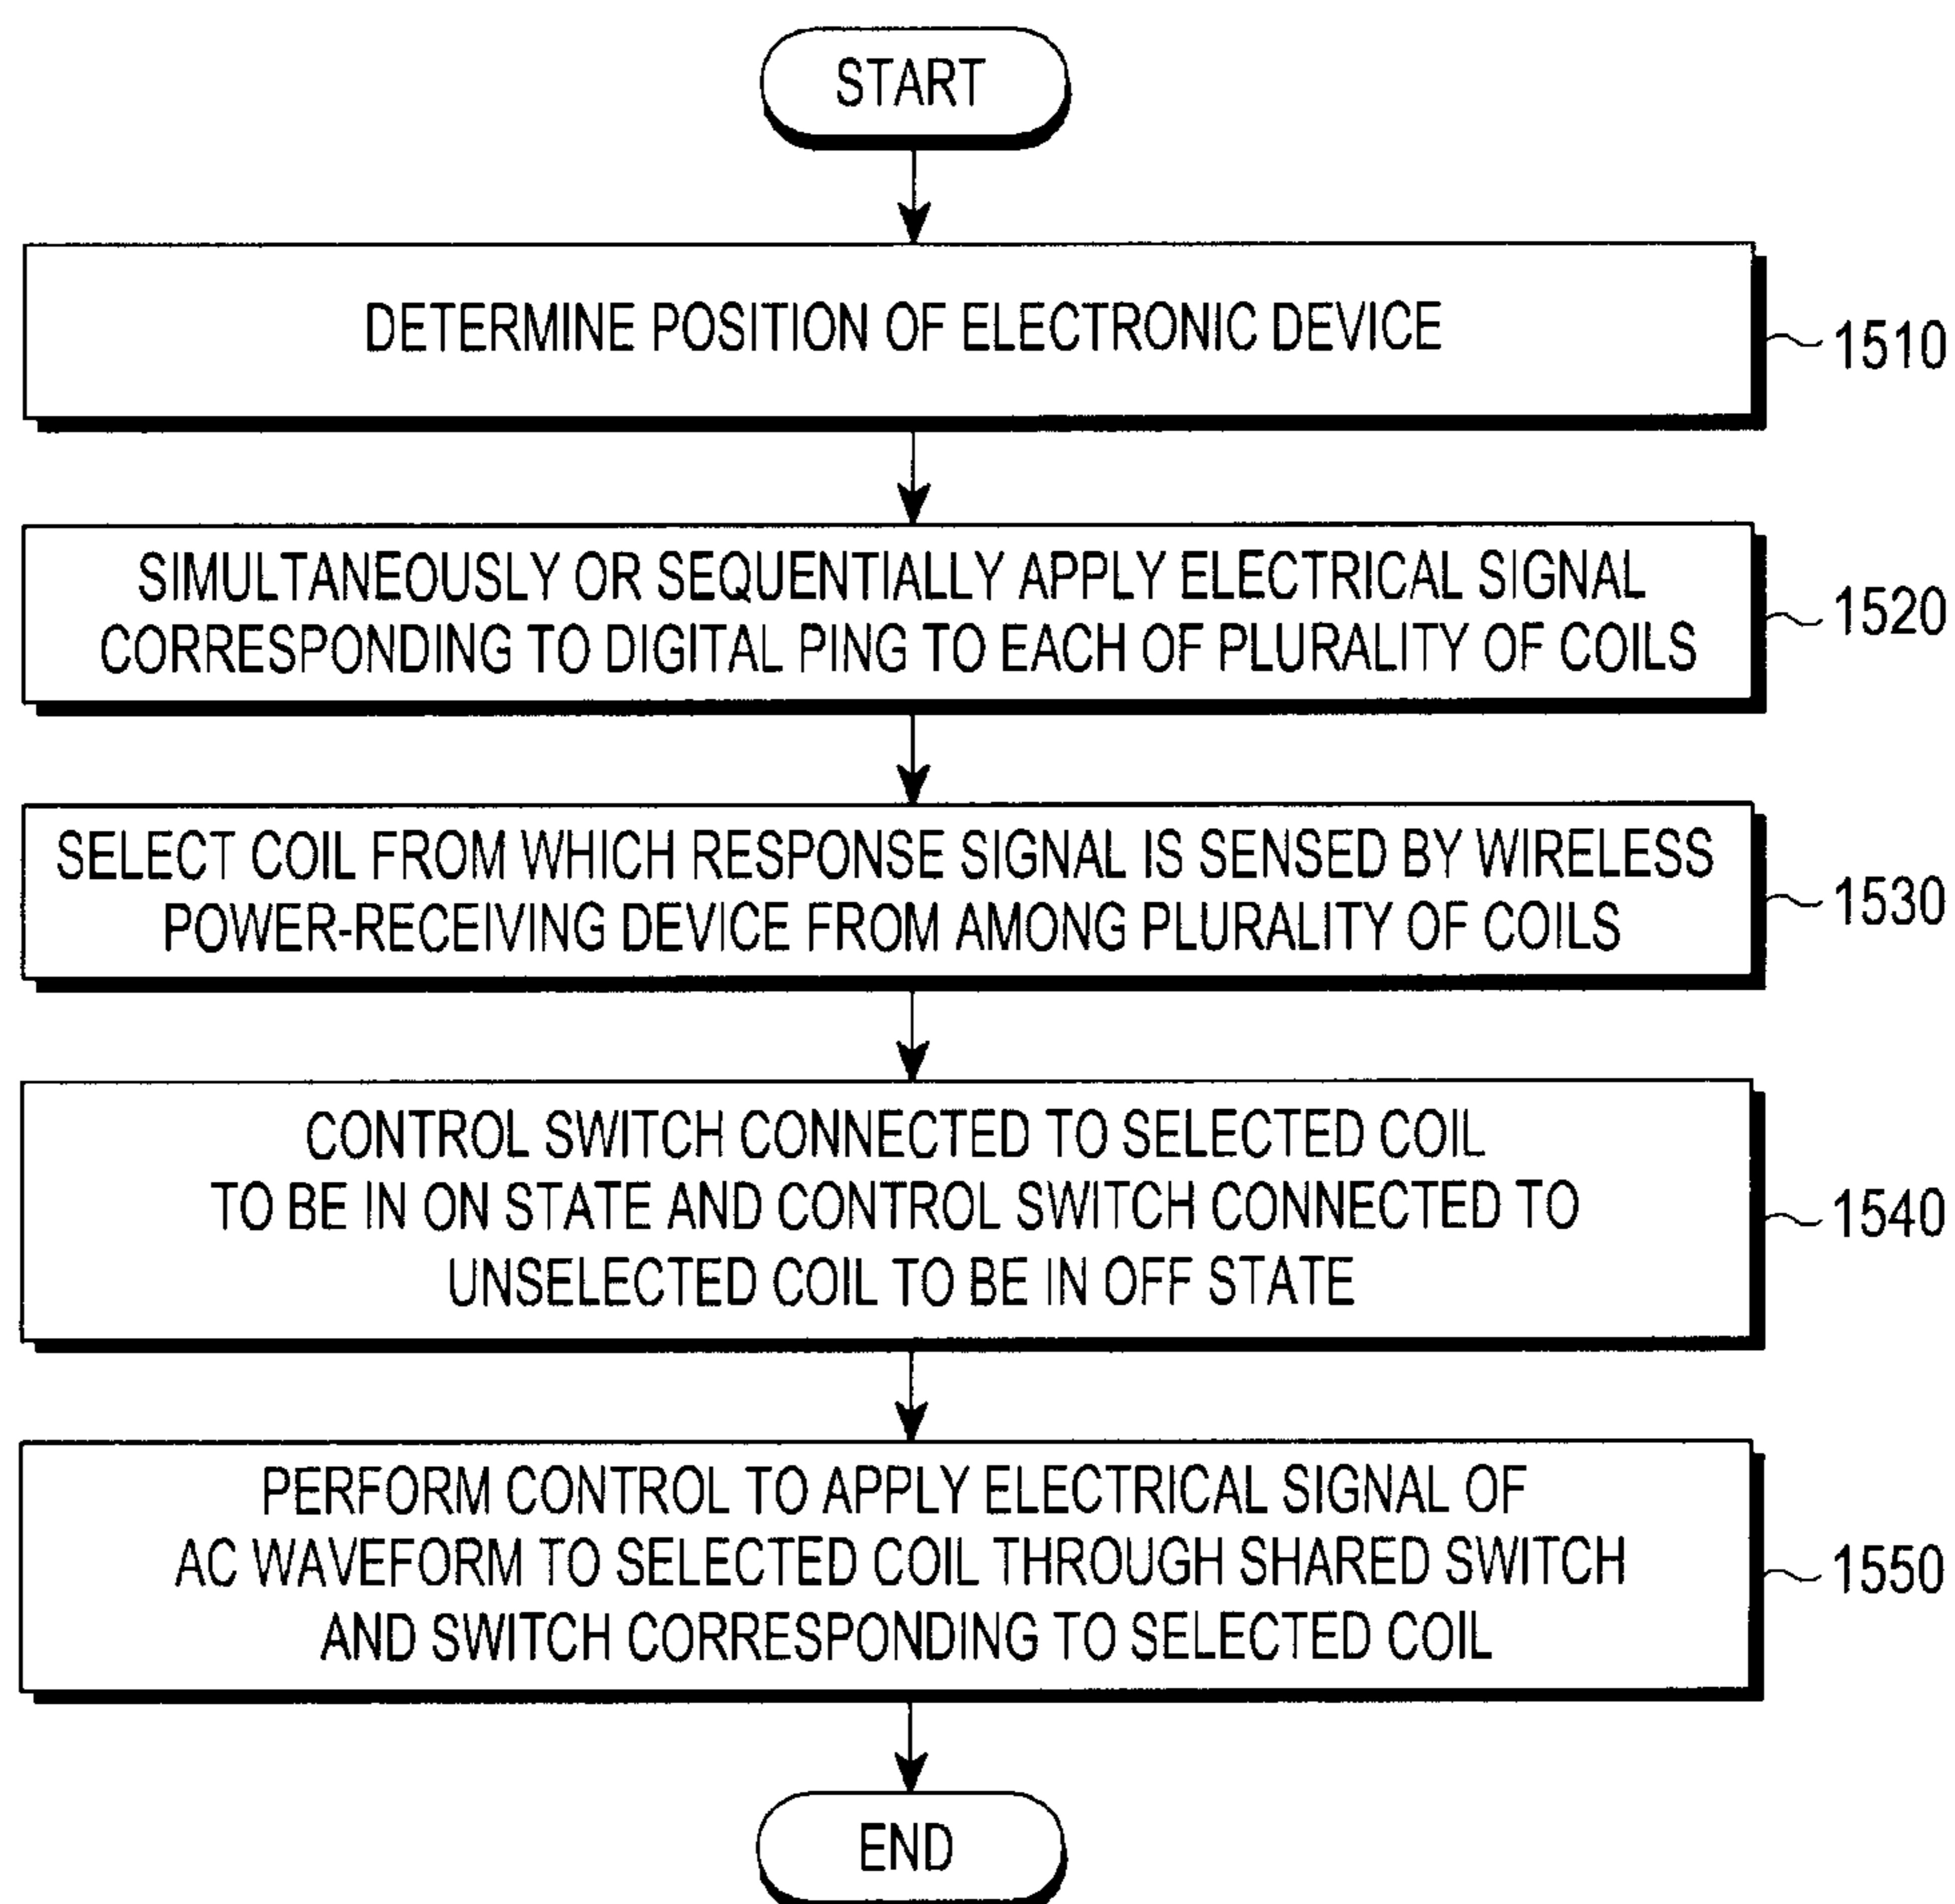 START
DETERMINE POSITION OF ELECTRONIC DEVICE
1510
SIMULTANEOUSLY OR SEQUENTIALLY APPLY ELECTRICAL SIGNAL
CORRESPONDING TO DIGITAL PING TO EACH OF PLURALITY OF COILS
1520
SELECT COIL FROM WHICH RESPONSE SIGNAL IS SENSED BY WIRELESS
POWER-RECEIVING DEVICE FROM AMONG PLURALITY OF COILS
1530
CONTROL SWITCH CONNECTED TO SELECTED COIL
TO BE IN ON STATE AND CONTROL SWITCH CONNECTED TO
UNSELECTED COIL TO BE IN OFF STATE
1540
PERFORM CONTROL TO APPLY ELECTRICAL SIGNAL OF
AC WAVEFORM TO SELECTED COIL THROUGH SHARED SWITCH
AND SWITCH CORRESPONDING TO SELECTED COIL
1550
END